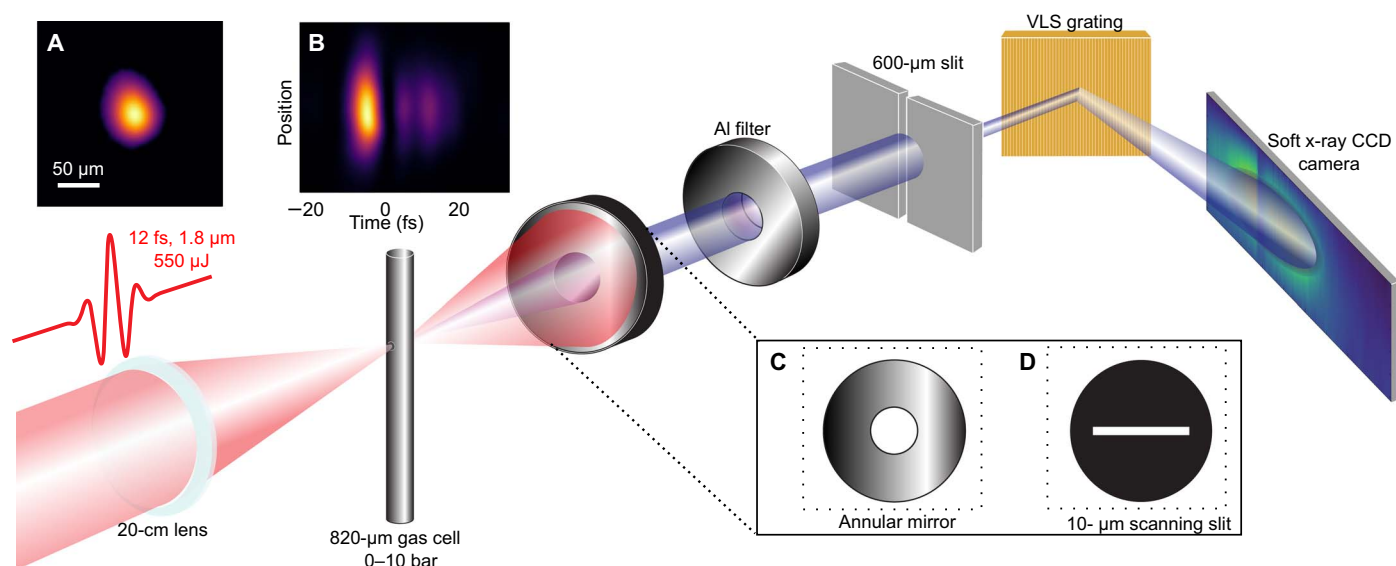 A
50 µm
B
Position
−20
0
20
Time (fs)
12 fs, 1.8 µm
550 µJ
20-cm lens
820-µm gas cell
0–10 bar
Al filter
600-µm slit
VLS grating
Soft x-ray CCD
camera
C
Annular mirror
D
10- µm scanning slit